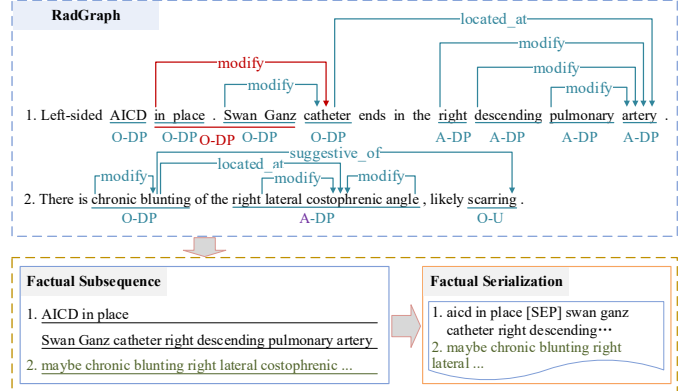 RadGraph
located_at
modify
modify
modify
modify
modify
1. Left-sided AICD in place . Swan Ganz catheter ends in the right descending pulmonary artery .
O-DP O-DP O-DP O-DP O-DP A-DP A-DP A-DP A-DP
suggestive_of
located_at
modify modify modify
2. There is chronic blunting of the right lateral costophrenic angle , likely scarring .
O-DP A-DP O-U
Factual Subsequence
1. AICD in place
Swan Ganz catheter right descending pulmonary artery
2. maybe chronic blunting right lateral costophrenic ...
Factual Serialization
1. aicd in place [SEP] swan ganz
catheter right descending⋯
2. maybe chronic blunting right
lateral ...